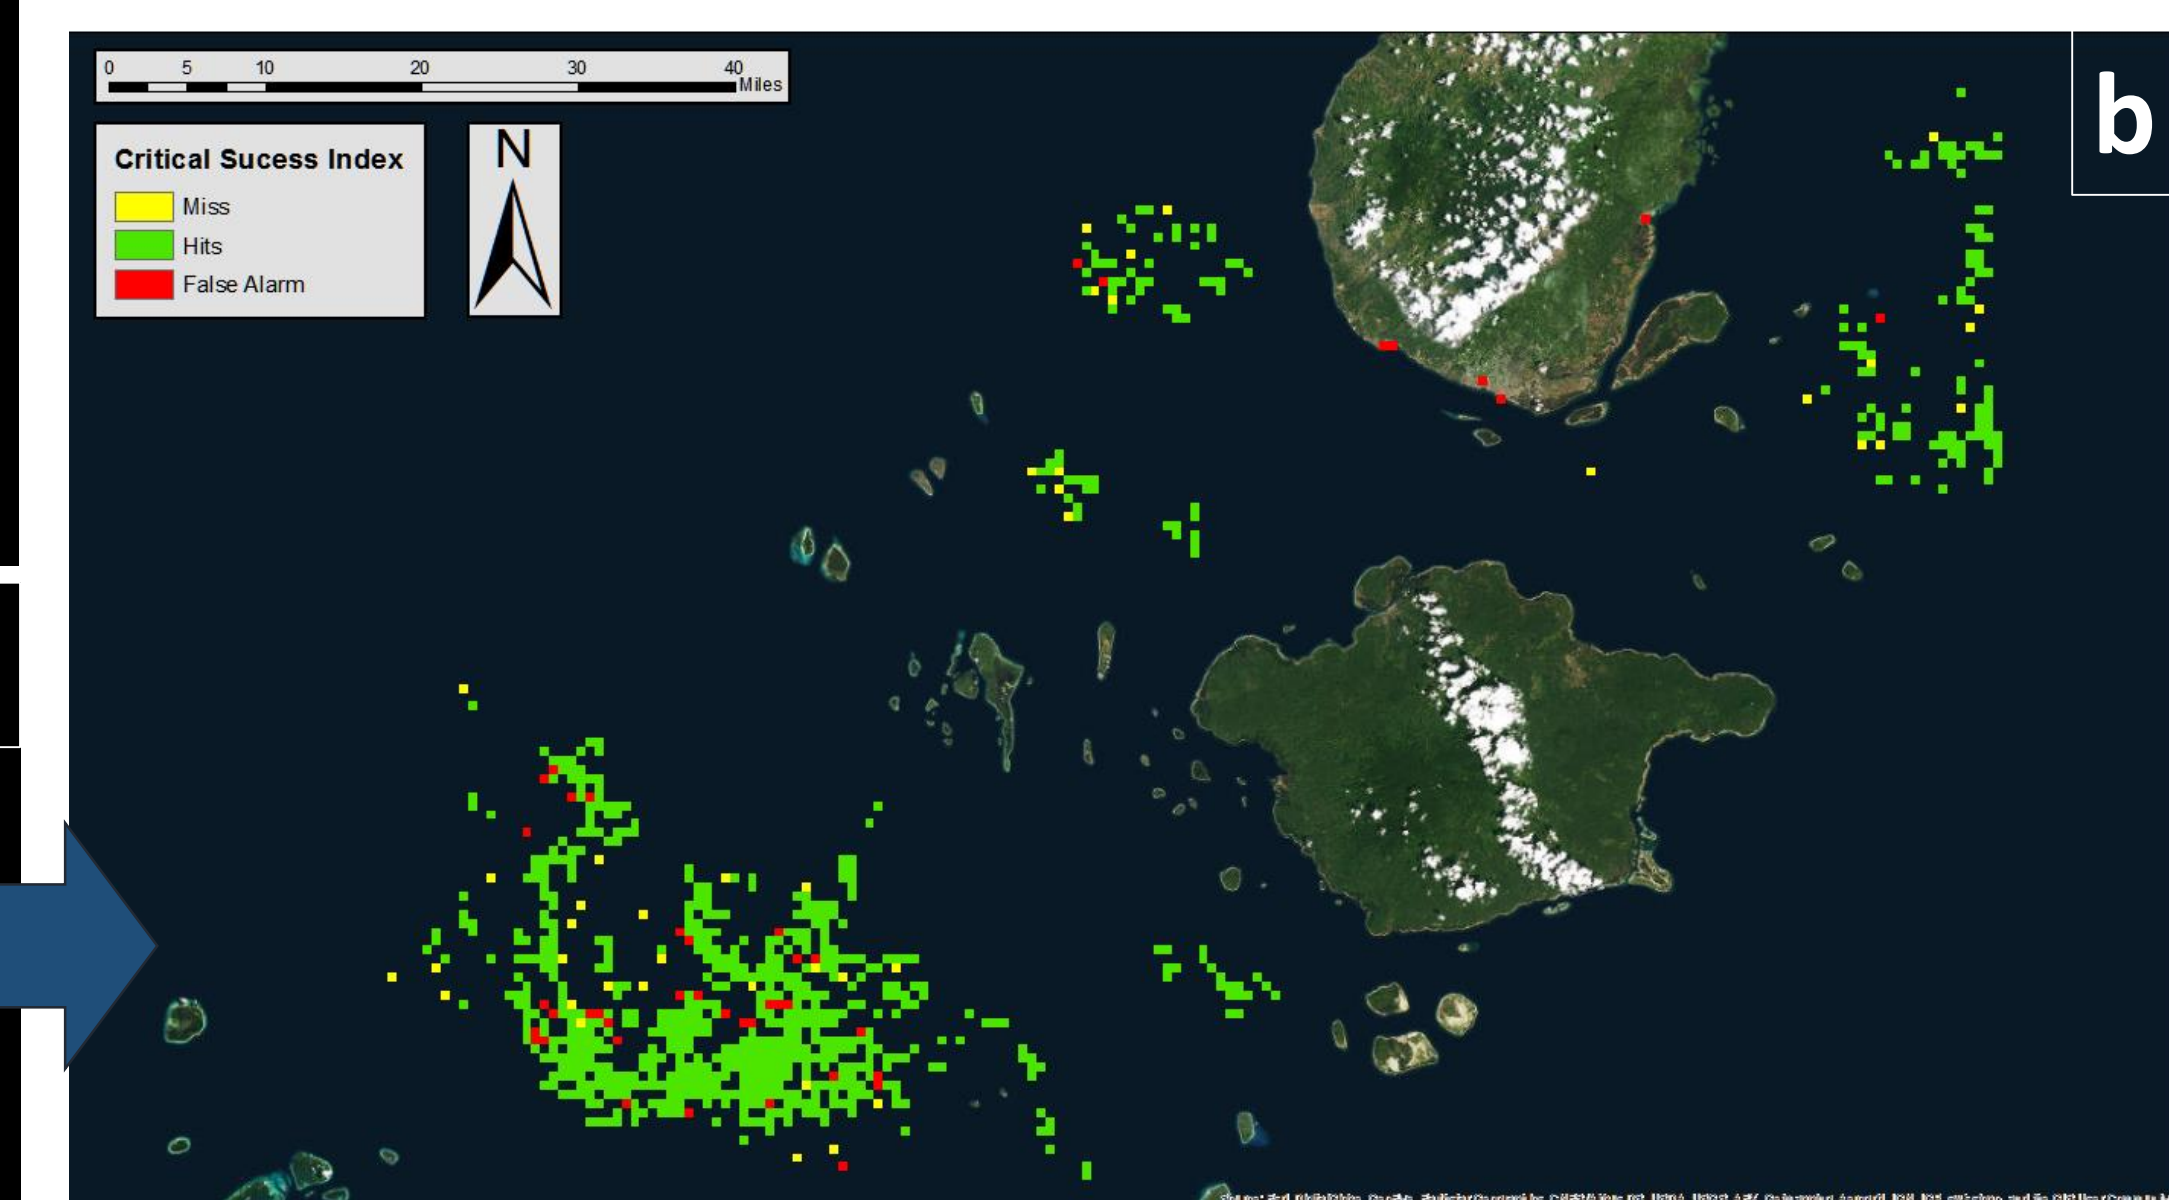 0 5 10 20 30 40
Miles
b
Critical Sucess Index
Miss
Hits
False Alarm
N